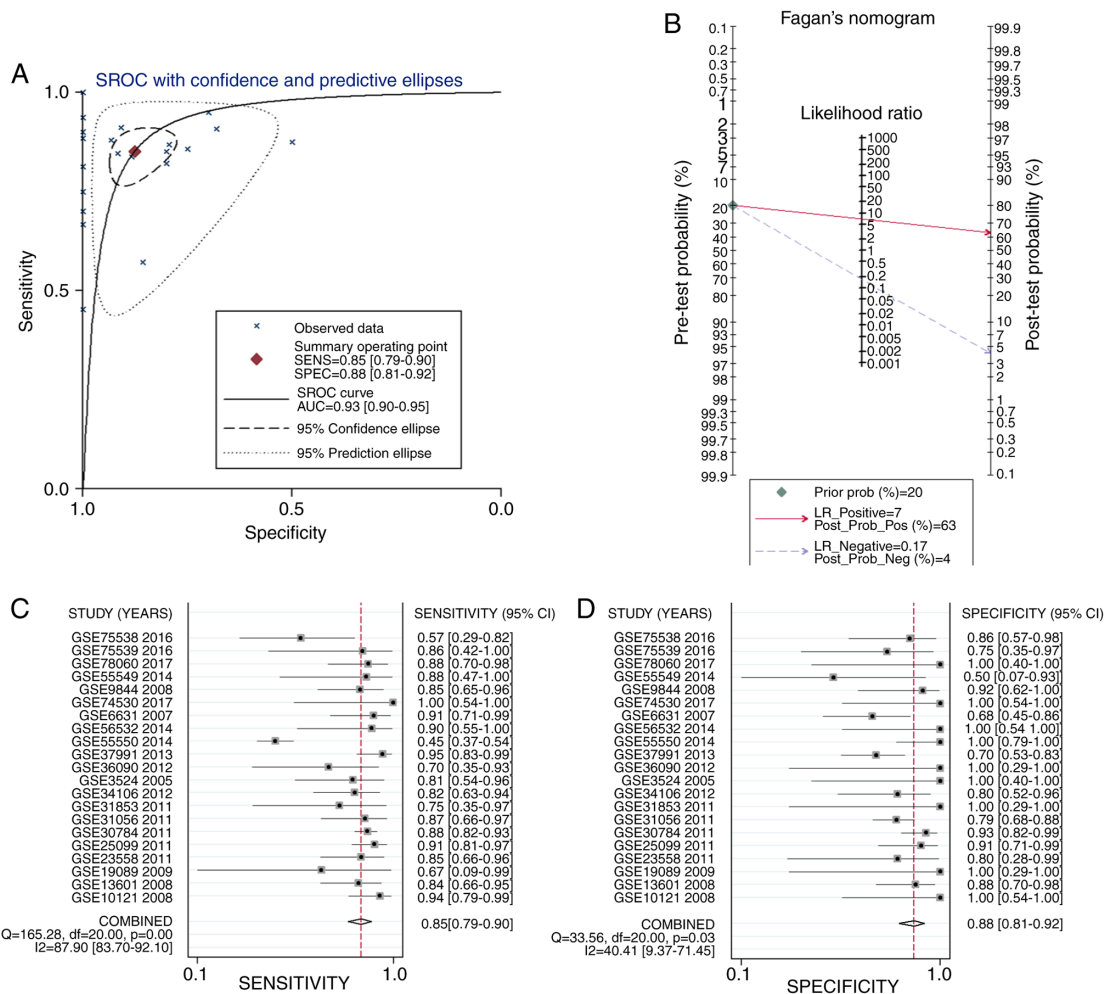 A
SROC with confidence and predictive ellipses
1.0
0.5
0.0
Sensitivity
1.0
0.5
0.0
Specificity
Observed data
Summary operating point
SENS=0.85 [0.79-0.90]
SPEC=0.88 [0.81-0.92]
SROC curve
AUC=0.93 [0.90-0.95]
95% Confidence ellipse
95% Prediction ellipse
B
Fagan's nomogram
Pre-test probability (%)
0.1
0.2
0.3
0.5
0.7
1
2
3
5
7
10
20
30
40
50
60
70
80
90
93
95
97
98
99
99.3
99.5
99.7
99.8
99.9
Likelihood ratio
1000
500
200
100
50
20
10
5
2
1
0.5
0.2
0.1
0.05
0.02
0.01
0.005
0.002
0.001
99.9
99.8
99.7
99.5
99.3
99
98
97
95
93
90
80
70
60
50
40
30
20
10
7
5
3
2
1
0.7
0.5
0.3
0.2
0.1
Post-test probability (%)
Prior prob (%)=20
LR_Positive=7
Post_Prob_Pos (%)=63
LR_Negative=0.17
Post_Prob_Neg (%)=4
C
STUDY (YEARS) SENSITIVITY (95% CI)
GSE75538 2016 0.57 [0.29-0.82]
GSE75539 2016 0.86 [0.42-1.00]
GSE78060 2017 0.88 [0.70-0.98]
GSE55549 2014 0.88 [0.47-1.00]
GSE9844 2008 0.85 [0.65-0.96]
GSE74530 2017 1.00 [0.54-1.00]
GSE6631 2007 0.91 [0.71-0.99]
GSE56532 2014 0.90 [0.55-1.00]
GSE55550 2014 0.45 [0.37-0.54]
GSE37991 2013 0.95 [0.83-0.99]
GSE36090 2012 0.70 [0.35-0.93]
GSE3524 2005 0.81 [0.54-0.96]
GSE34106 2012 0.82 [0.63-0.94]
GSE31853 2011 0.75 [0.35-0.97]
GSE31056 2011 0.87 [0.66-0.97]
GSE30784 2011 0.88 [0.82-0.93]
GSE25099 2011 0.91 [0.81-0.97]
GSE23558 2011 0.85 [0.66-0.96]
GSE19089 2009 0.67 [0.09-0.99]
GSE13601 2008 0.84 [0.66-0.95]
GSE10121 2008 0.94 [0.79-0.99]
COMBINED 0.85[0.79-0.90]
Q=165.28, df=20.00, p=0.00
I2=87.90 [83.70-92.10]
0.1 1.0
SENSITIVITY
D
STUDY (YEARS) SPECIFICITY (95% CI)
GSE75538 2016 0.86 [0.57-0.98]
GSE75539 2016 0.75 [0.35-0.97]
GSE78060 2017 1.00 [0.40-1.00]
GSE55549 2014 0.50 [0.07-0.93]
GSE9844 2008 0.92 [0.62-1.00]
GSE74530 2017 1.00 [0.54-1.00]
GSE6631 2007 0.68 [0.45-0.86]
GSE56532 2014 1.00 [0.54 1.00]
GSE55550 2014 1.00 [0.79-1.00]
GSE37991 2013 0.70 [0.53-0.83]
GSE36090 2012 1.00 [0.29-1.00]
GSE3524 2005 1.00 [0.40-1.00]
GSE34106 2012 0.80 [0.52-0.96]
GSE31853 2011 1.00 [0.29-1.00]
GSE31056 2011 0.79 [0.68-0.88]
GSE30784 2011 0.93 [0.82-0.99]
GSE25099 2011 0.91 [0.71-0.99]
GSE23558 2011 0.80 [0.28-0.99]
GSE19089 2009 1.00 [0.29-1.00]
GSE13601 2008 0.88 [0.70-0.98]
GSE10121 2008 1.00 [0.54-1.00]
COMBINED 0.88 [0.81-0.92]
Q=33.56, df=20.00, p=0.03
I2=40.41 [9.37-71.45]
0.1 1.0
SPECIFICITY